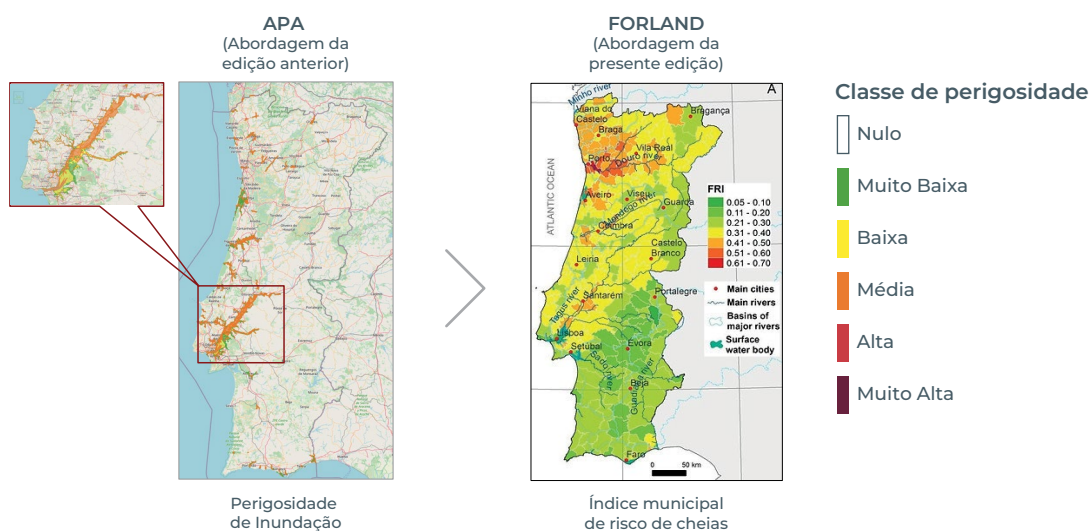 APA
(Abordagem da
edição anterior)
FORLAND
(Abordagem da
presente edição)
A
Minho river
Viana do
Castelo
Bragança
Braga
Vila Real
Porto
Douro river
ATLANTIC OCEAN
Aveiro
Viseu
Guarda
Mondego river
Coimbra
Castelo
Branco
Leiria
Tagus river
Santarém
Portalegre
Lisboa
Setúbal
Évora
Sado river
Beja
Guadiana river
Faro
FRI
0.05 - 0.10
0.11 - 0.20
0.21 - 0.30
0.31 - 0.40
0.41 - 0.50
0.51 - 0.60
0.61 - 0.70
Main cities
Main rivers
Basins of
major rivers
Surface
water body
0 50 km
Classe de perigosidade
Nulo
Muito Baixa
Baixa
Média
Alta
Muito Alta
Perigosidade
de Inundação
Índice municipal
de risco de cheias